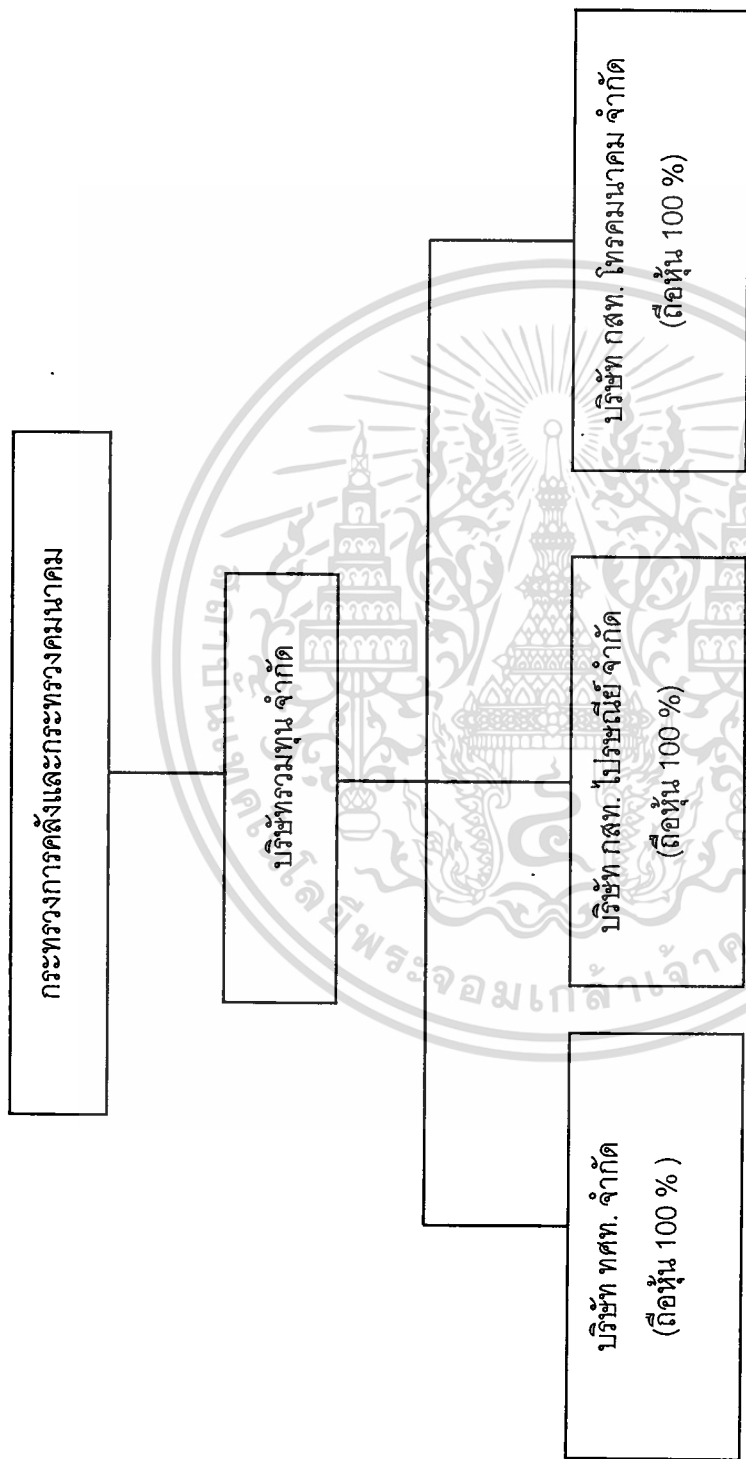 กระทรวงการคลังและกระทรวงคมนาคม
บริษัทรวมทุน จำกัด
บริษัท ทศท. จำกัด
(ถือหุ้น 100 % )
บริษัท กสท. ไปรษณีย์ จำกัด
(ถือหุ้น 100 %)
บริษัท กสท. โทรคมนาคม จำกัด
(ถือหุ้น 100 %)